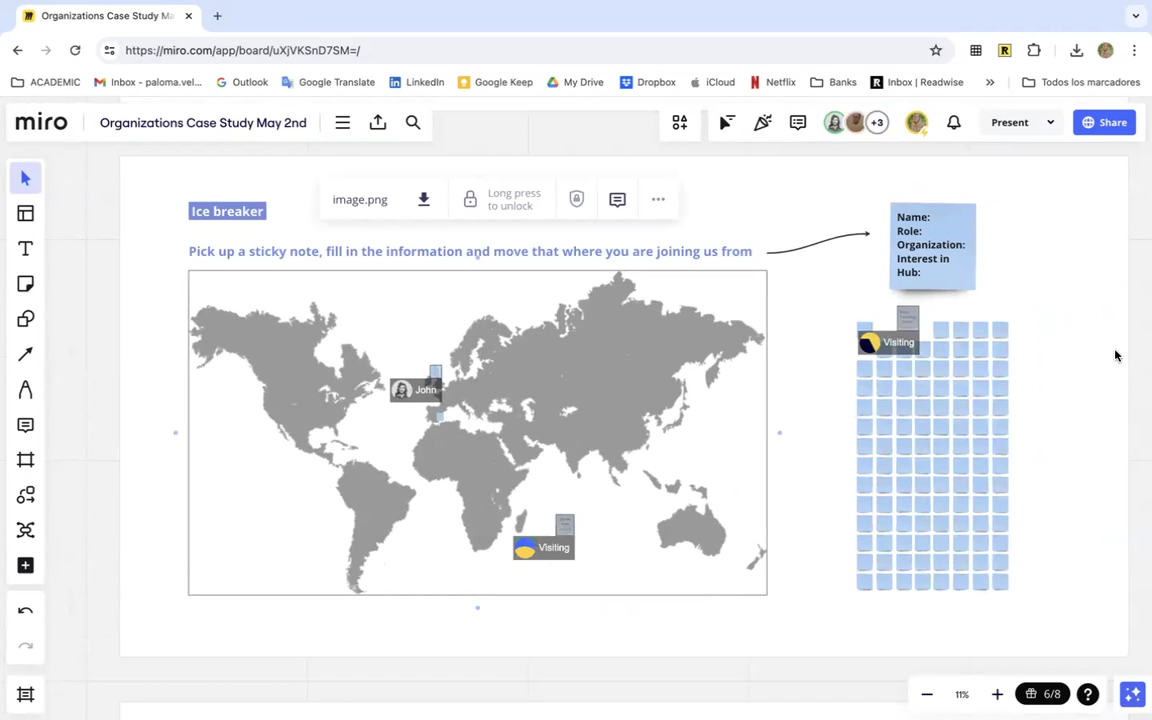 Organizations Case Study Ma
https://miro.com/app/board/uXjVKSnD7SM=/
ACADEMIC
Inbox - paloma.vel...
Outlook
Google Translate
LinkedIn
Google Keep
My Drive
Dropbox
iCloud
Netflix
Banks
Inbox | Readwise
Todos los marcadores
miro
Organizations Case Study May 2nd
+3
Present
Share
image.png
Long press
to unlock
Ice breaker
Pick up a sticky note, fill in the information and move that where you are joining us from
Name:
Role:
Organization:
Interest in
Hub:
Visiting
John
Visiting
11%
6/8